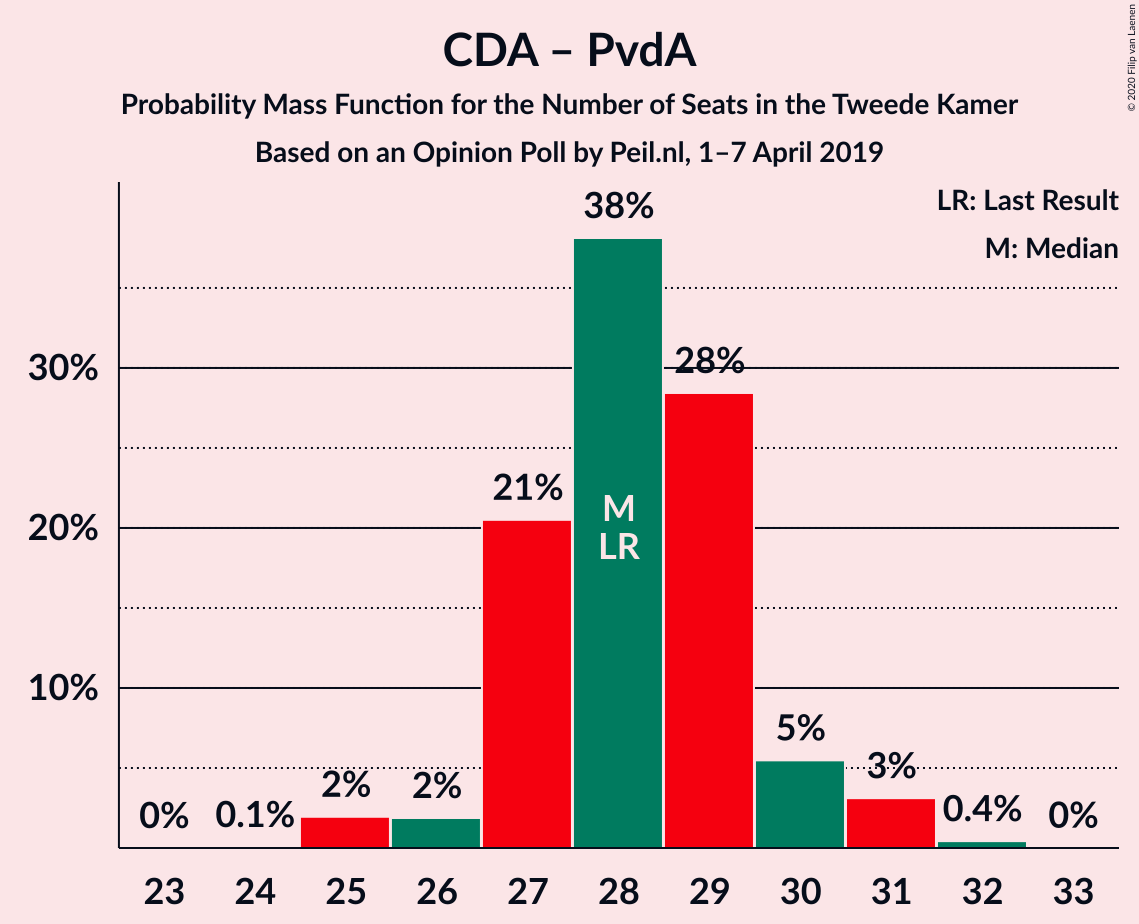 CDA – PvdA
Probability Mass Function for the Number of Seats in the Tweede Kamer
Based on an Opinion Poll by Peil.nl, 1–7 April 2019
© 2020 Filip van Laenen
LR: Last Result
M: Median
38%
28%
21%
5%
3%
2%
2%
0.4%
0.1%
0%
0%
M
LR
30%
20%
10%
23 24 25 26 27 28 29 30 31 32 33